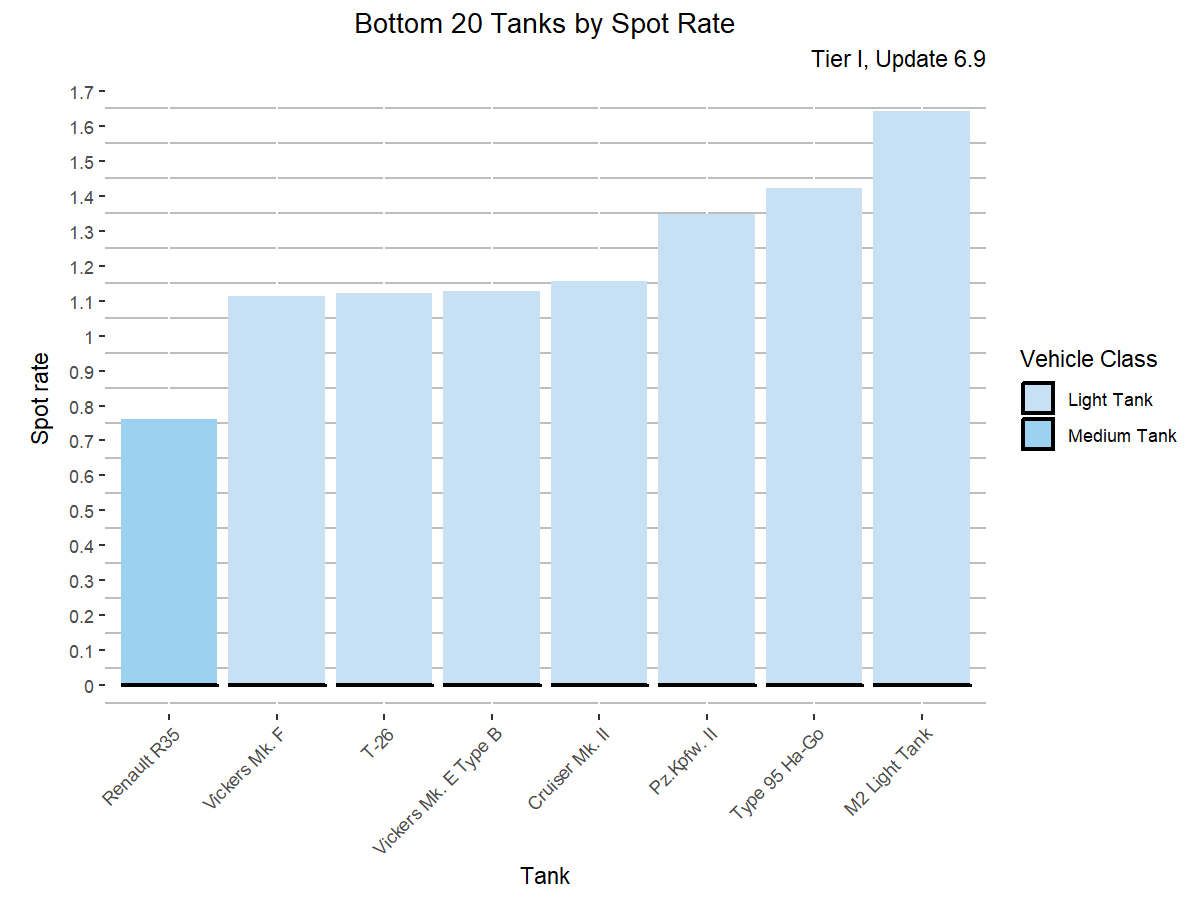 Bottom 20 Tanks by Spot Rate
Tier I, Update 6.9
1.7
1.6
1.5
1.4
1.3
1.2
1.1
1
0.9
0.8
0.7
0.6
0.5
0.4
0.3
0.2
0.1
0
Spot rate
Renault R35
Vickers Mk. F
T-26
Vickers Mk. E Type B
Cruiser Mk. II
Pz.Kpfw. II
Type 95 Ha-Go
M2 Light Tank
Tank
Vehicle Class
Light Tank
Medium Tank